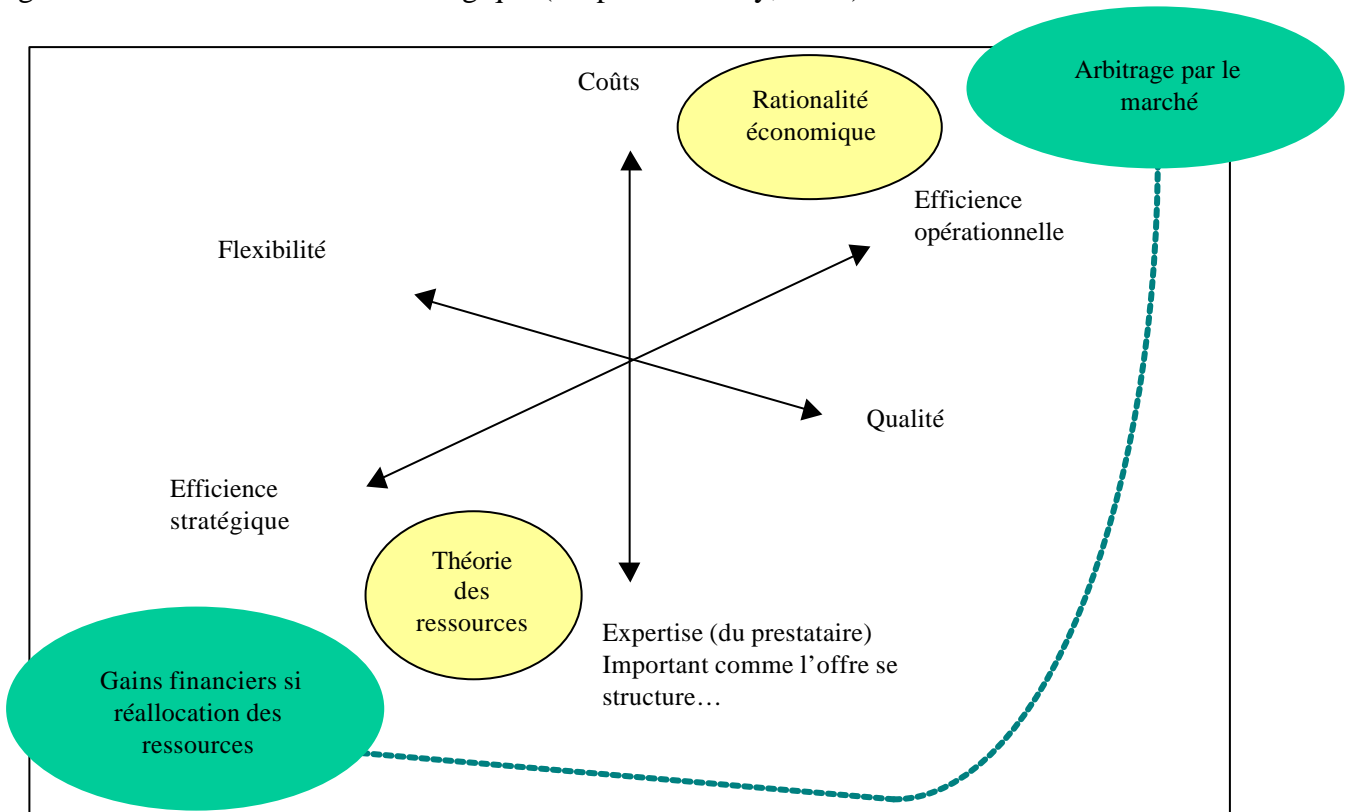 Arbitrage par le
marché
Coûts
Rationalité
économique
Efficience
opérationnelle
Flexibilité
Qualité
Efficience
stratégique
Théorie
des
ressources
Expertise (du prestataire)
Important comme l’offre se
structure…
Gains financiers si
réallocation des
ressources